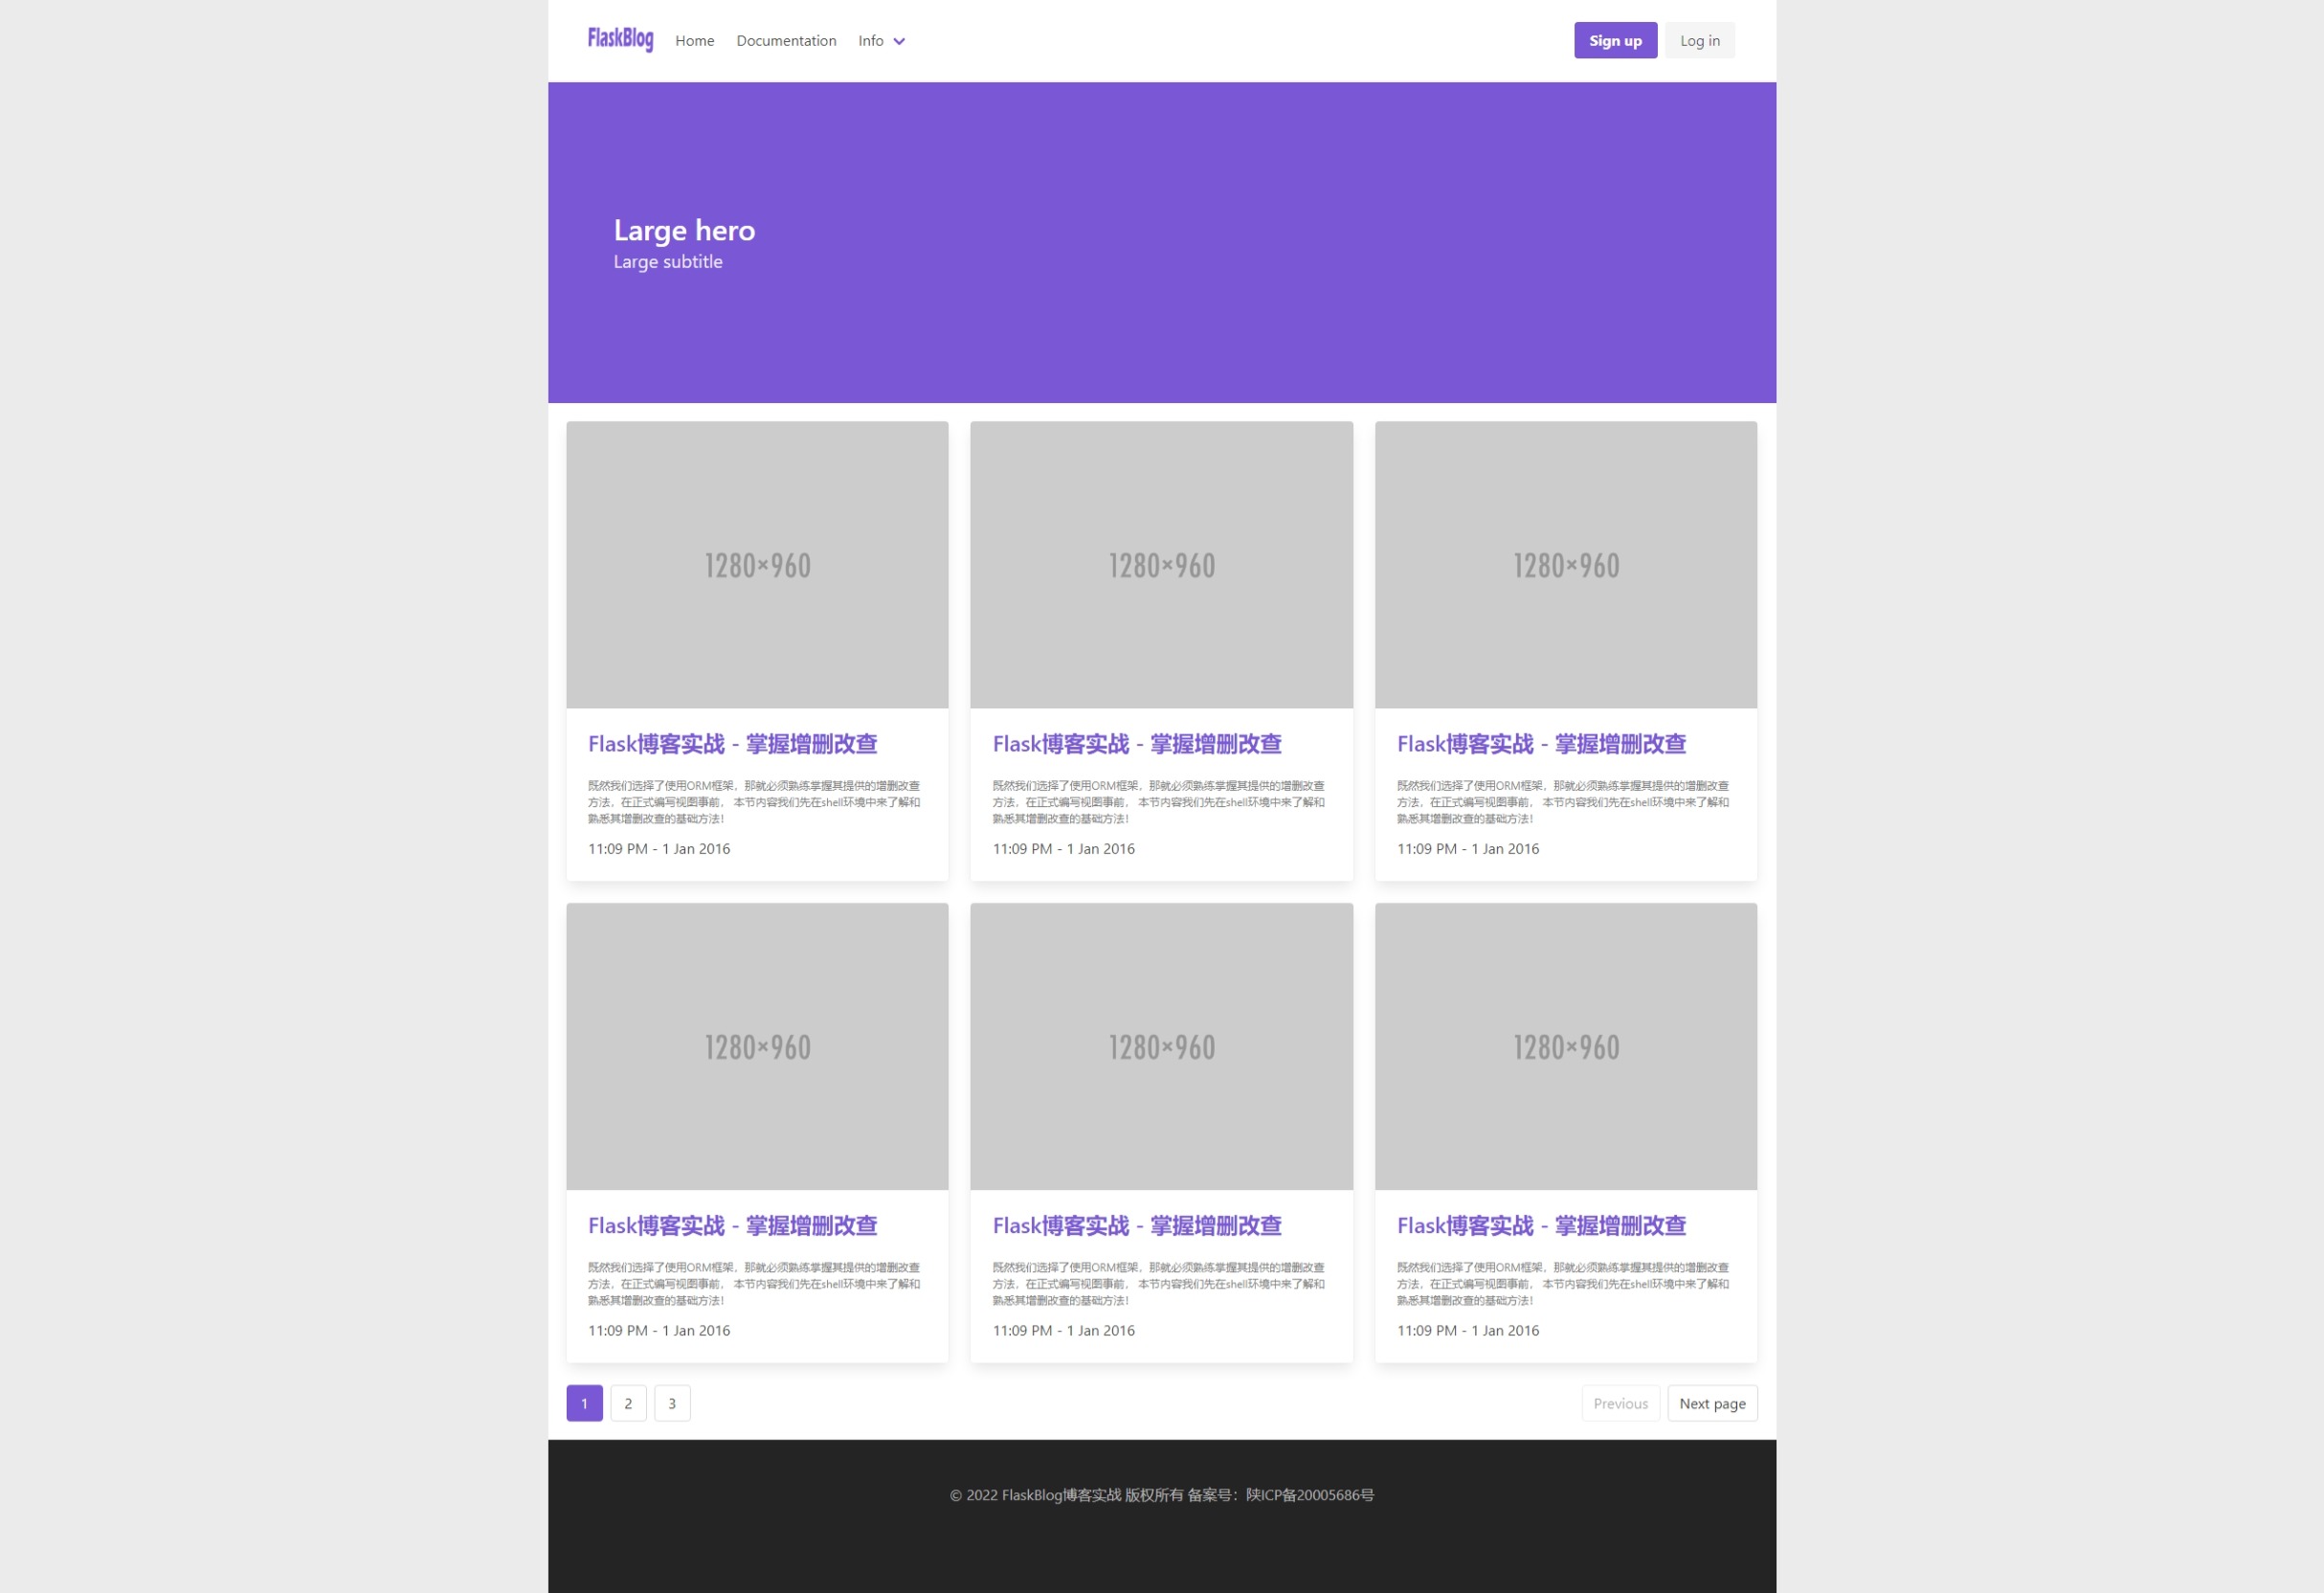 FlaskBlog Home Documentation Info Sign up Log in
Large hero
Large subtitle
1280×960 1280×960 1280×960
Flask博客实战 - 掌握增删改查
既然我们选择了使用ORM框架，那就必须熟练掌握其提供的增删改查
方法，在正式编写视图事前， 本节内容我们先在shell环境中来了解和
熟悉其增删改查的基础方法！
11:09 PM - 1 Jan 2016
Flask博客实战 - 掌握增删改查
既然我们选择了使用ORM框架，那就必须熟练掌握其提供的增删改查
方法，在正式编写视图事前， 本节内容我们先在shell环境中来了解和
熟悉其增删改查的基础方法！
11:09 PM - 1 Jan 2016
Flask博客实战 - 掌握增删改查
既然我们选择了使用ORM框架，那就必须熟练掌握其提供的增删改查
方法，在正式编写视图事前， 本节内容我们先在shell环境中来了解和
熟悉其增删改查的基础方法！
11:09 PM - 1 Jan 2016
1280×960 1280×960 1280×960
Flask博客实战 - 掌握增删改查
既然我们选择了使用ORM框架，那就必须熟练掌握其提供的增删改查
方法，在正式编写视图事前， 本节内容我们先在shell环境中来了解和
熟悉其增删改查的基础方法！
11:09 PM - 1 Jan 2016
Flask博客实战 - 掌握增删改查
既然我们选择了使用ORM框架，那就必须熟练掌握其提供的增删改查
方法，在正式编写视图事前， 本节内容我们先在shell环境中来了解和
熟悉其增删改查的基础方法！
11:09 PM - 1 Jan 2016
Flask博客实战 - 掌握增删改查
既然我们选择了使用ORM框架，那就必须熟练掌握其提供的增删改查
方法，在正式编写视图事前， 本节内容我们先在shell环境中来了解和
熟悉其增删改查的基础方法！
11:09 PM - 1 Jan 2016
1 2 3 Previous Next page
© 2022 FlaskBlog博客实战 版权所有 备案号：陕ICP备20005686号